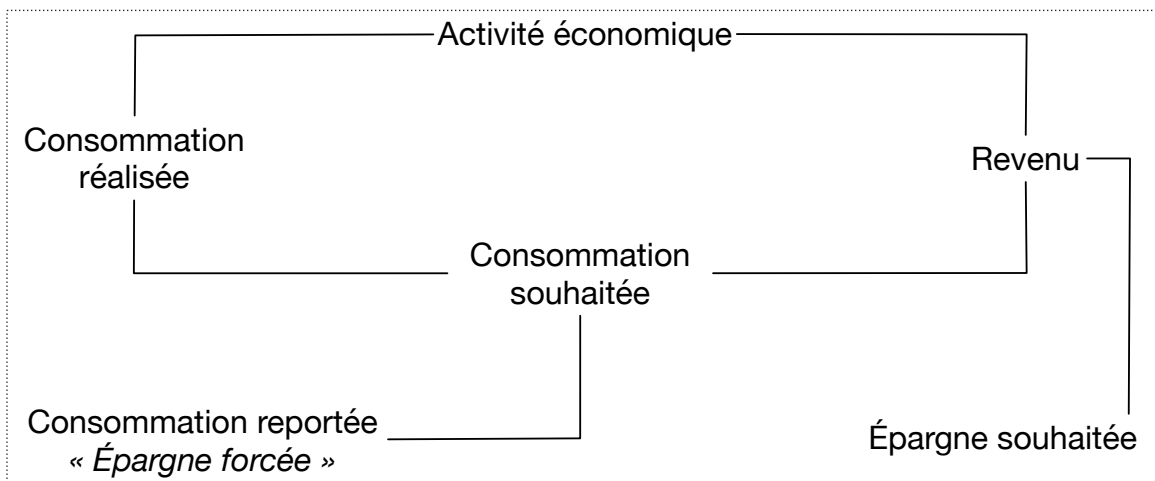 Activité économique
Consommation
réalisée
Revenu
Consommation
souhaitée
Consommation reportée
« Épargne forcée »
Épargne souhaitée